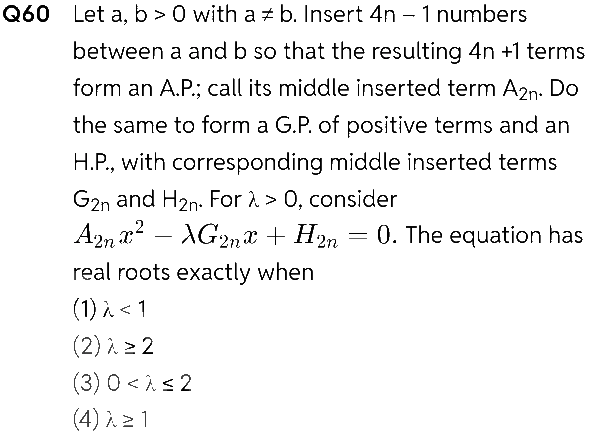 Q60 Let a, b > 0 with a ≠ b. Insert 4n – 1 numbers
between a and b so that the resulting 4n +1 terms
form an A.P.; call its middle inserted term A₂ₙ. Do
the same to form a G.P. of positive terms and an
H.P., with corresponding middle inserted terms
G₂ₙ and H₂ₙ. For λ > 0, consider
A₂ₙx² − λG₂ₙx + H₂ₙ = 0. The equation has
real roots exactly when
(1) λ < 1
(2) λ ≥ 2
(3) 0 < λ ≤ 2
(4) λ ≥ 1